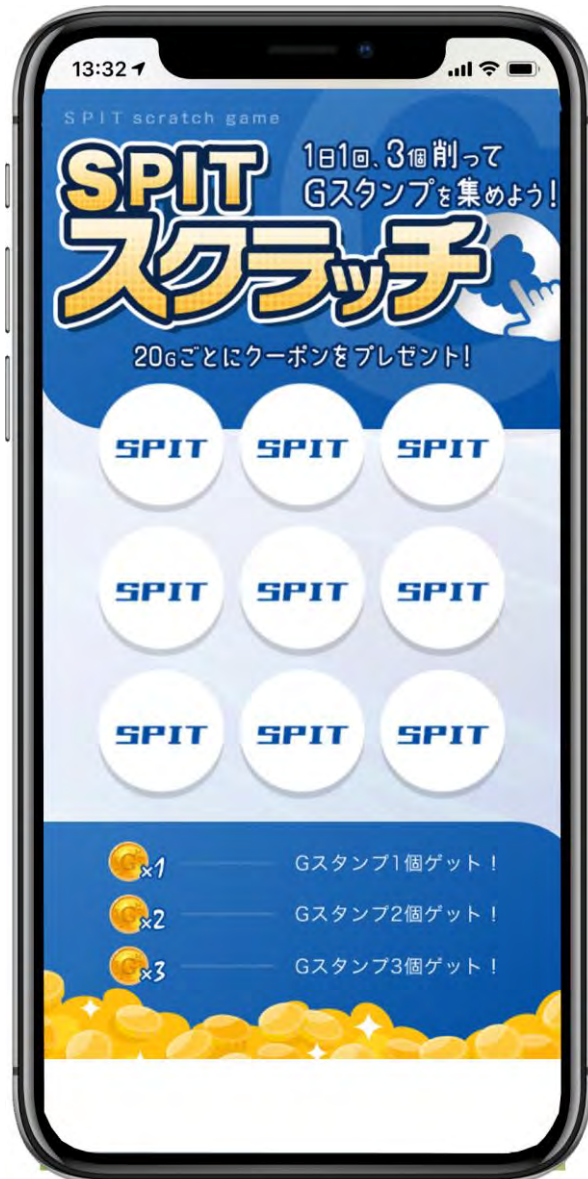 13:32
SPIT scratch game
SPIT
スクラッチ
1日1回、3個削って
Gスタンプを集めよう!
20Gごとにクーポンをプレゼント!
SPIT SPIT SPIT
SPIT SPIT SPIT
SPIT SPIT SPIT
G×1 Gスタンプ1個ゲット!
G×2 Gスタンプ2個ゲット!
G×3 Gスタンプ3個ゲット!